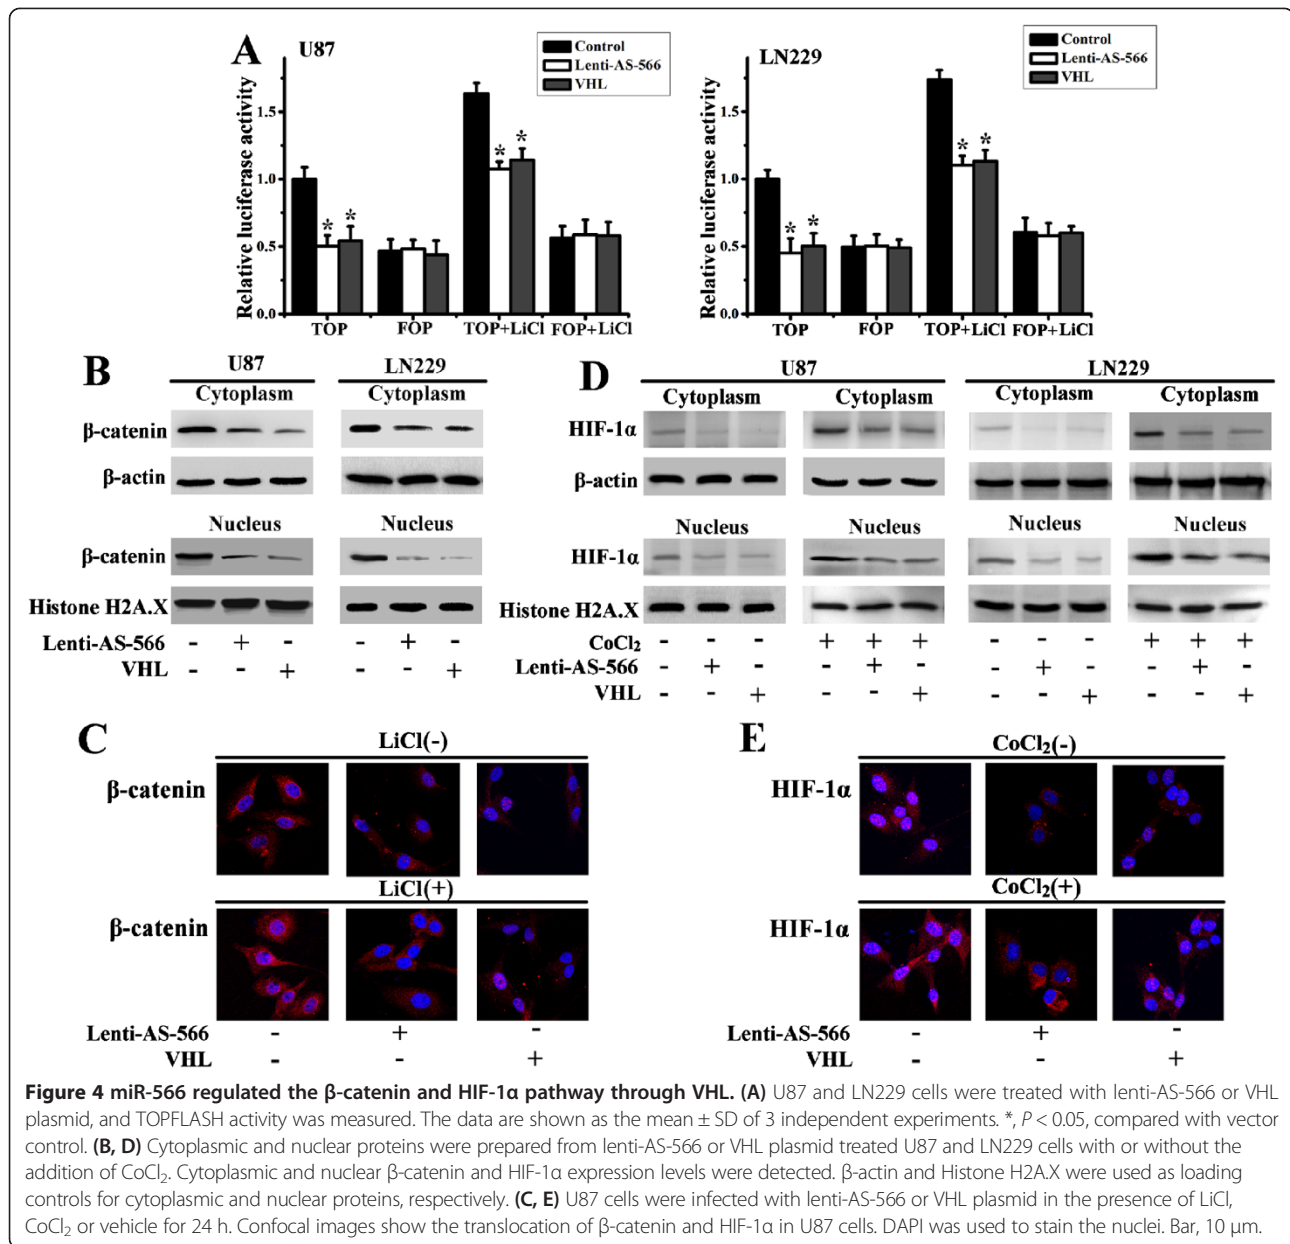 A
U87
Control
Lenti-AS-566
VHL
Relative luciferase activity
1.5
1.0
0.5
0.0
TOP
FOP
TOP+LiCl
FOP+LiCl
* * * *
LN229
Control
Lenti-AS-566
VHL
Relative luciferase activity
1.5
1.0
0.5
0.0
TOP
FOP
TOP+LiCl
FOP+LiCl
* * * *
B
U87
LN229
Cytoplasm
Cytoplasm
β-catenin
β-actin
Nucleus
Nucleus
β-catenin
Histone H2A.X
Lenti-AS-566 - + - - + -
VHL - - + - - +
D
U87
LN229
Cytoplasm
Cytoplasm
Cytoplasm
Cytoplasm
HIF-1α
β-actin
Nucleus
Nucleus
Nucleus
Nucleus
HIF-1α
Histone H2A.X
CoCl₂ - - - + + + - - - + + +
Lenti-AS-566 - + - - + - - + - - + -
VHL - - + - - + - - + - - +
C
LiCl(-)
β-catenin
LiCl(+)
β-catenin
Lenti-AS-566 - + -
VHL - - +
E
CoCl₂(-)
HIF-1α
CoCl₂(+)
HIF-1α
Lenti-AS-566 - + -
VHL - - +
Figure 4 miR-566 regulated the β-catenin and HIF-1α pathway through VHL. (A) U87 and LN229 cells were treated with lenti-AS-566 or VHL
plasmid, and TOPFLASH activity was measured. The data are shown as the mean ± SD of 3 independent experiments. *, P < 0.05, compared with vector
control. (B, D) Cytoplasmic and nuclear proteins were prepared from lenti-AS-566 or VHL plasmid treated U87 and LN229 cells with or without the
addition of CoCl₂. Cytoplasmic and nuclear β-catenin and HIF-1α expression levels were detected. β-actin and Histone H2A.X were used as loading
controls for cytoplasmic and nuclear proteins, respectively. (C, E) U87 cells were infected with lenti-AS-566 or VHL plasmid in the presence of LiCl,
CoCl₂ or vehicle for 24 h. Confocal images show the translocation of β-catenin and HIF-1α in U87 cells. DAPI was used to stain the nuclei. Bar, 10 μm.